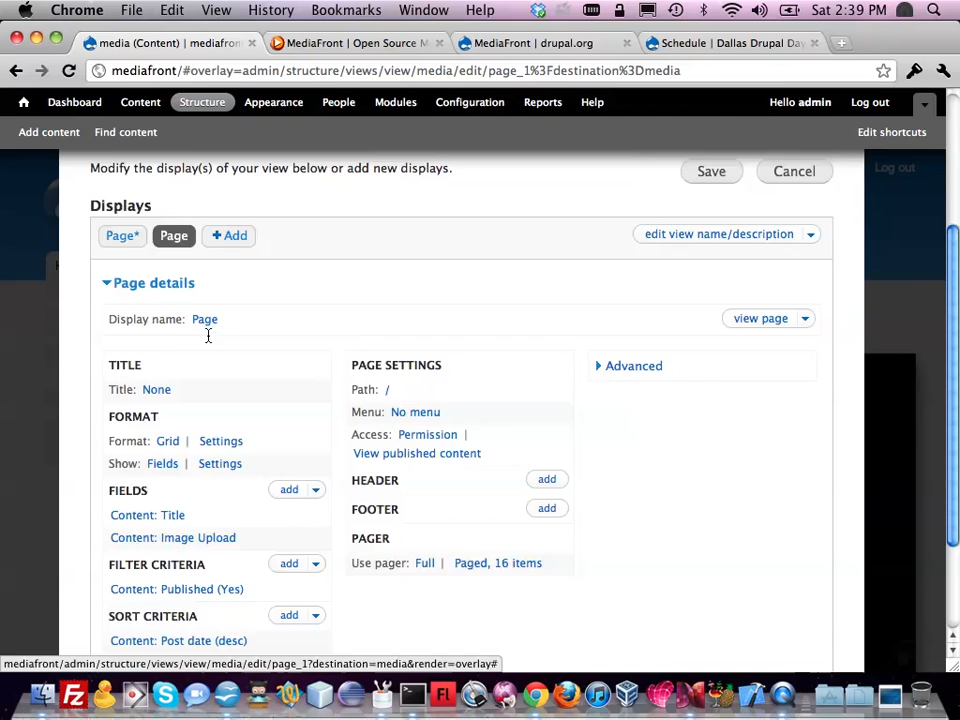 Chrome File Edit View History Bookmarks Window Help Sat 2:39 PM
media (Content) | mediafron
MediaFront | Open Source M
MediaFront | drupal.org
Schedule | Dallas Drupal Day
mediafront/#overlay=admin/structure/views/view/media/edit/page_1%3Fdestination%3Dmedia
Dashboard Content Structure Appearance People Modules Configuration Reports Help Hello admin Log out
Add content Find content Edit shortcuts
Log out
Modify the display(s) of your view below or add new displays.
Save Cancel
Displays
Page* Page + Add edit view name/description
Page details
Display name: Page view page
TITLE
Title: None
FORMAT
Format: Grid | Settings
Show: Fields | Settings
FIELDS add
Content: Title
Content: Image Upload
FILTER CRITERIA add
Content: Published (Yes)
SORT CRITERIA add
Content: Post date (desc)
PAGE SETTINGS
Path: /
Menu: No menu
Access: Permission |
View published content
HEADER add
FOOTER add
PAGER
Use pager: Full | Paged, 16 items
Advanced
mediafront/admin/structure/views/view/media/edit/page_1?destination=media&render=overlay#